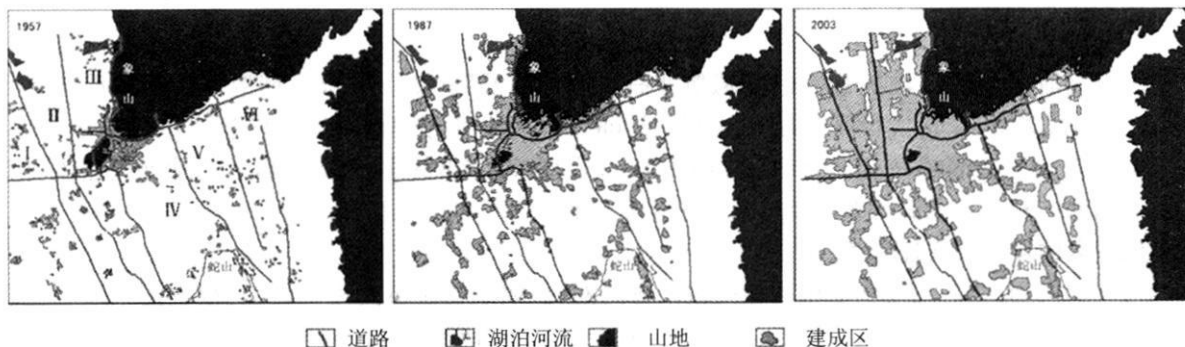 1957
象
山
I
II
III
IV
V
VI
蛇山
1987
象
山
蛇山
2003
象
山
蛇山
道路
湖泊河流
山地
建成区